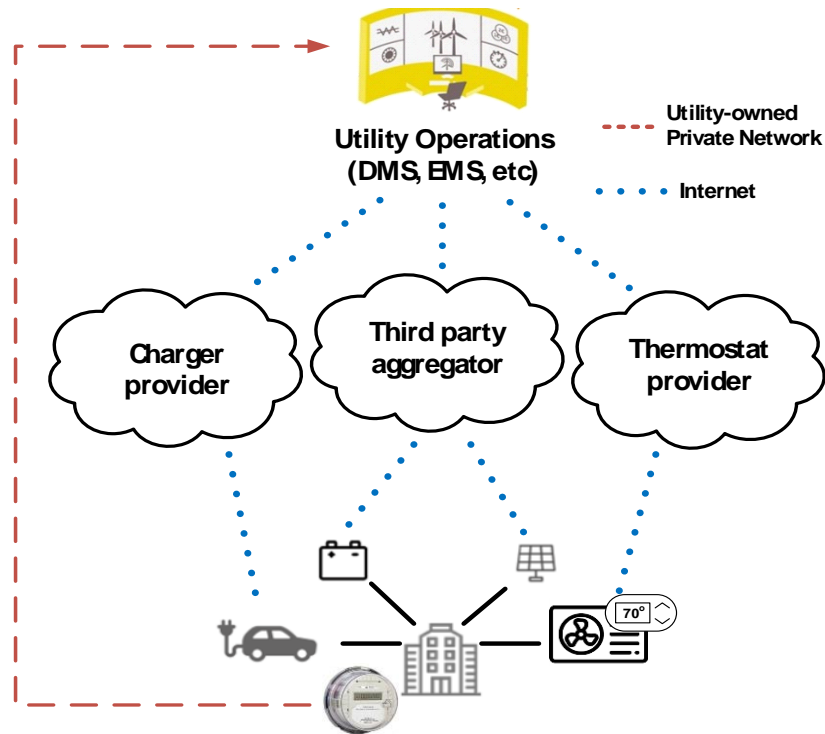 Utility Operations
(DMS, EMS, etc)
Utility-owned
Private Network
Internet
Charger
provider
Third party
aggregator
Thermostat
provider
70°